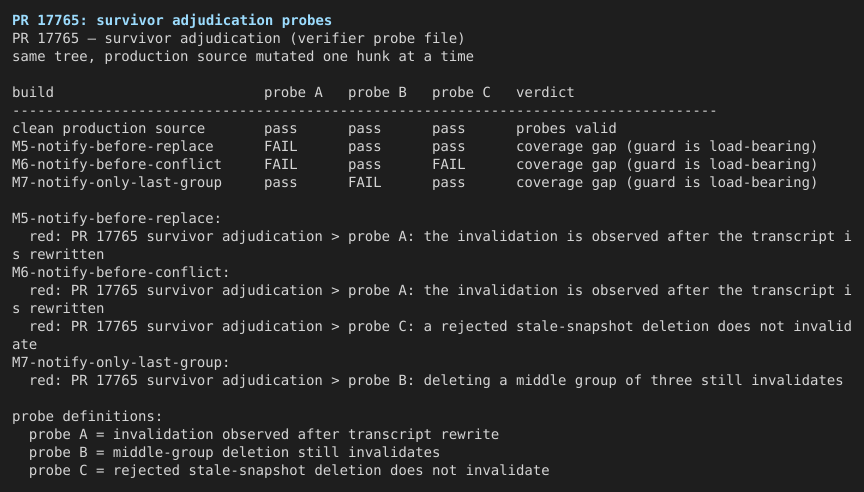 PR 17765: survivor adjudication probes
PR 17765 — survivor adjudication (verifier probe file)
same tree, production source mutated one hunk at a time
build probe A probe B probe C verdict
------------------------------------------------------------------------------------
clean production source pass pass pass probes valid
M5-notify-before-replace FAIL pass pass coverage gap (guard is load-bearing)
M6-notify-before-conflict FAIL pass FAIL coverage gap (guard is load-bearing)
M7-notify-only-last-group pass FAIL pass coverage gap (guard is load-bearing)
M5-notify-before-replace:
red: PR 17765 survivor adjudication > probe A: the invalidation is observed after the transcript i
s rewritten
M6-notify-before-conflict:
red: PR 17765 survivor adjudication > probe A: the invalidation is observed after the transcript i
s rewritten
red: PR 17765 survivor adjudication > probe C: a rejected stale-snapshot deletion does not invalid
ate
M7-notify-only-last-group:
red: PR 17765 survivor adjudication > probe B: deleting a middle group of three still invalidates
probe definitions:
probe A = invalidation observed after transcript rewrite
probe B = middle-group deletion still invalidates
probe C = rejected stale-snapshot deletion does not invalidate